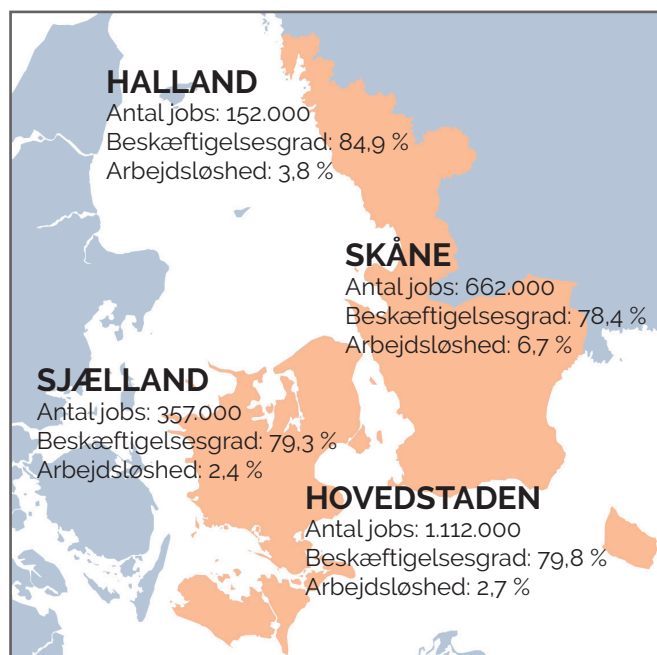 HALLAND
Antal jobs: 152.000
Beskæftigelsesgrad: 84,9 %
Arbejdsløshed: 3,8 %
SKÅNE
Antal jobs: 662.000
Beskæftigelsesgrad: 78,4 %
Arbejdsløshed: 6,7 %
SJÆLLAND
Antal jobs: 357.000
Beskæftigelsesgrad: 79,3 %
Arbejdsløshed: 2,4 %
HOVEDSTADEN
Antal jobs: 1.112.000
Beskæftigelsesgrad: 79,8 %
Arbejdsløshed: 2,7 %